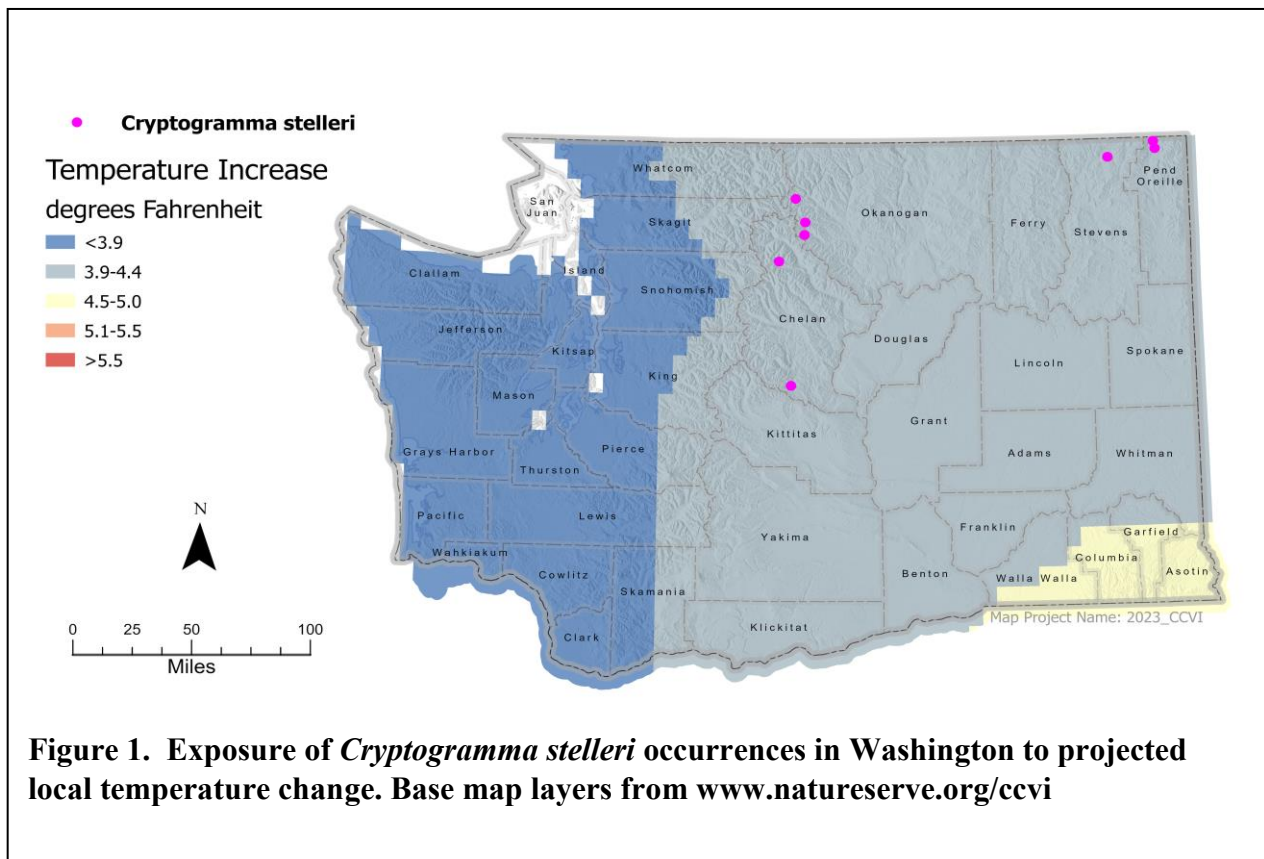 Cryptogramma stelleri
Temperature Increase
degrees Fahrenheit
<3.9
3.9-4.4
4.5-5.0
5.1-5.5
>5.5
N
0 25 50 100
Miles
Whatcom
San
Juan
Skagit
Okanogan
Ferry
Stevens
Pend
Oreille
Island
Clallam
Snohomish
Jefferson
Chelan
Douglas
Kitsap
King
Lincoln
Spokane
Mason
Grant
Kittitas
Grays Harbor
Pierce
Adams
Whitman
Thurston
Pacific
Lewis
Yakima
Franklin
Garfield
Wahkiakum
Columbia
Cowlitz
Skamania
Benton
Walla Walla
Asotin
Clark
Klickitat
Map Project Name: 2023_CCVI
Figure 1. Exposure of Cryptogramma stelleri occurrences in Washington to projected
local temperature change. Base map layers from www.natureserve.org/ccvi